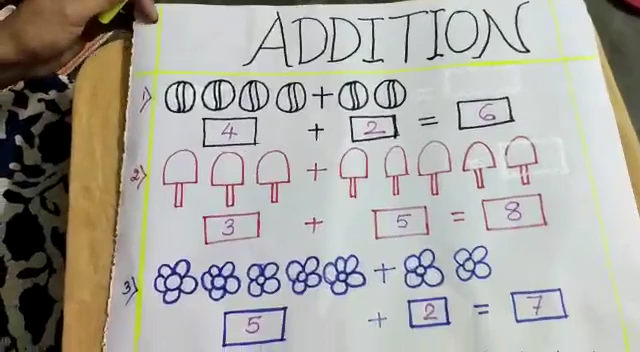 ADDITION
1) + =
4 + 2 = 6
2) +
3 + 5 = 8
3) +
5 + 2 = 7